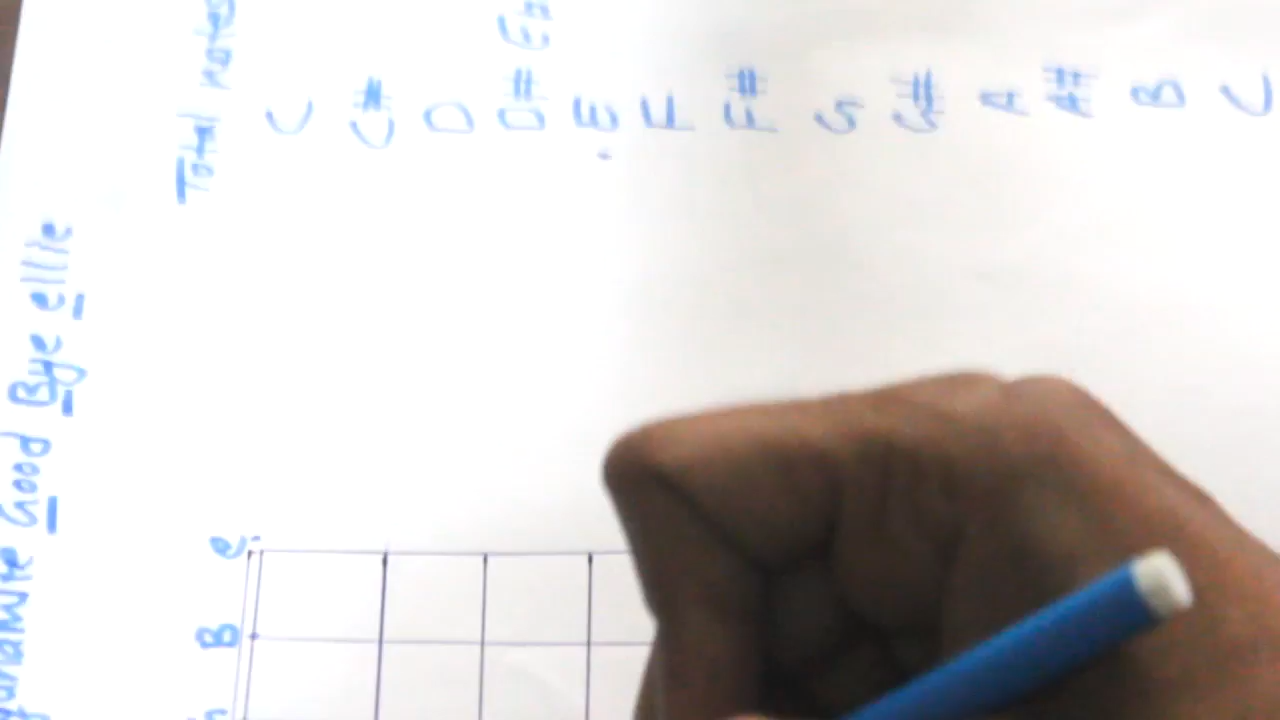 Total notes
C C# D D# E F F# G G# A A# B C
Good Bye ellie
e
B